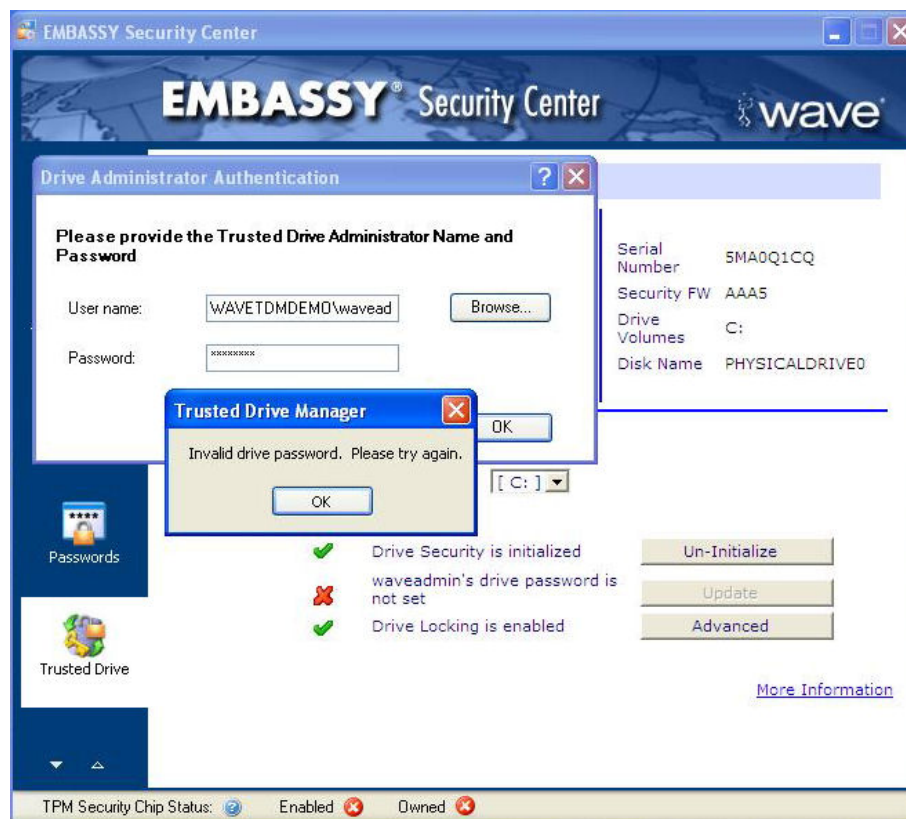 EMBASSY Security Center
EMBASSY® Security Center
wave
Drive Administrator Authentication
Please provide the Trusted Drive Administrator Name and
Password
User name:
WAVETDMDEMO\wavead
Browse...
Password:
********
OK
Trusted Drive Manager
Invalid drive password. Please try again.
OK
Serial
Number
5MA0Q1CQ
Security FW
AAA5
Drive
Volumes
C:
Disk Name
PHYSICALDRIVE0
[ C: ]
****
Passwords
Trusted Drive
Drive Security is initialized
Un-Initialize
waveadmin's drive password is
not set
Update
Drive Locking is enabled
Advanced
More Information
TPM Security Chip Status:
Enabled
Owned